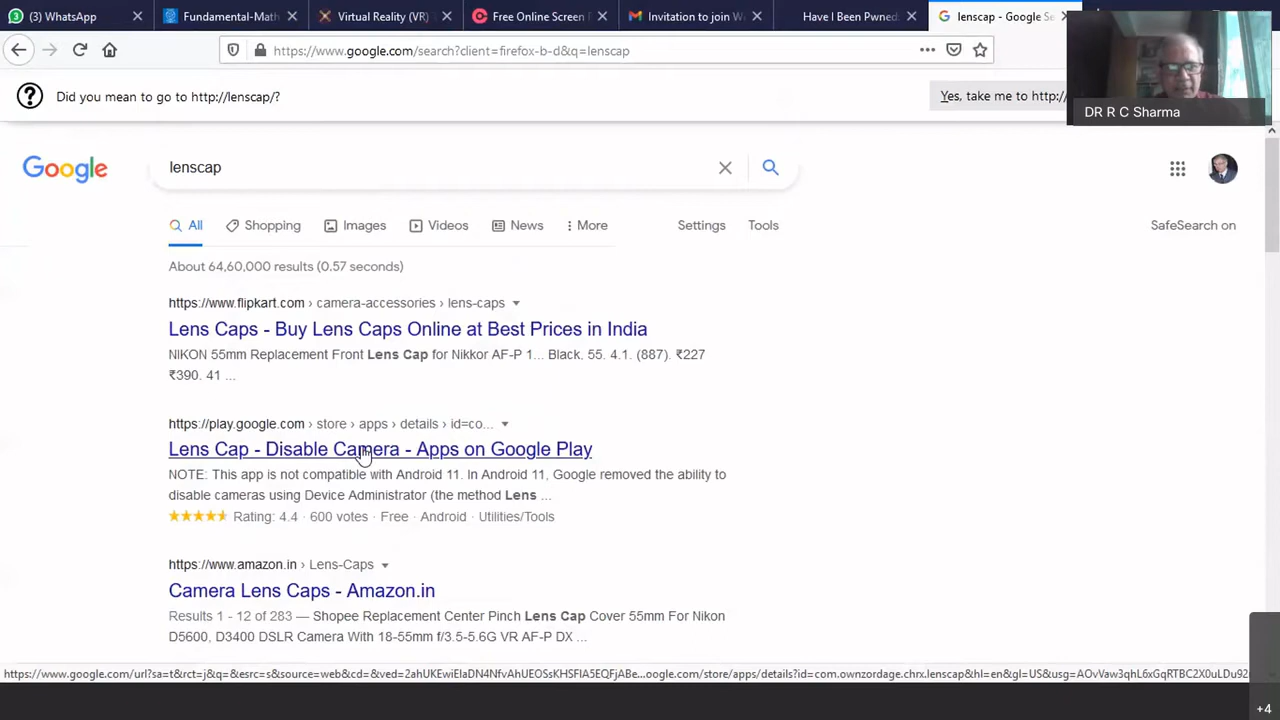 (3) WhatsApp
Fundamental-Math
Virtual Reality (VR)
Free Online Screen
Invitation to join W
Have I Been Pwned
lenscap - Google Se
https://www.google.com/search?client=firefox-b-d&q=lenscap
Did you mean to go to http://lenscap/?
Yes, take me to http://
DR R C Sharma
Google
lenscap
All
Shopping
Images
Videos
News
More
Settings
Tools
SafeSearch on
About 64,60,000 results (0.57 seconds)
https://www.flipkart.com › camera-accessories › lens-caps
Lens Caps - Buy Lens Caps Online at Best Prices in India
NIKON 55mm Replacement Front Lens Cap for Nikkor AF-P 1... Black, 55. 4.1. (887). ₹227
₹390. 41 ...
https://play.google.com › store › apps › details › id=co...
Lens Cap - Disable Camera - Apps on Google Play
NOTE: This app is not compatible with Android 11. In Android 11, Google removed the ability to
disable cameras using Device Administrator (the method Lens ...
Rating: 4.4 · 600 votes · Free · Android · Utilities/Tools
https://www.amazon.in › Lens-Caps
Camera Lens Caps - Amazon.in
Results 1 - 12 of 283 — Shopee Replacement Center Pinch Lens Cap Cover 55mm For Nikon
D5600, D3400 DSLR Camera With 18-55mm f/3.5-5.6G VR AF-P DX ...
+4